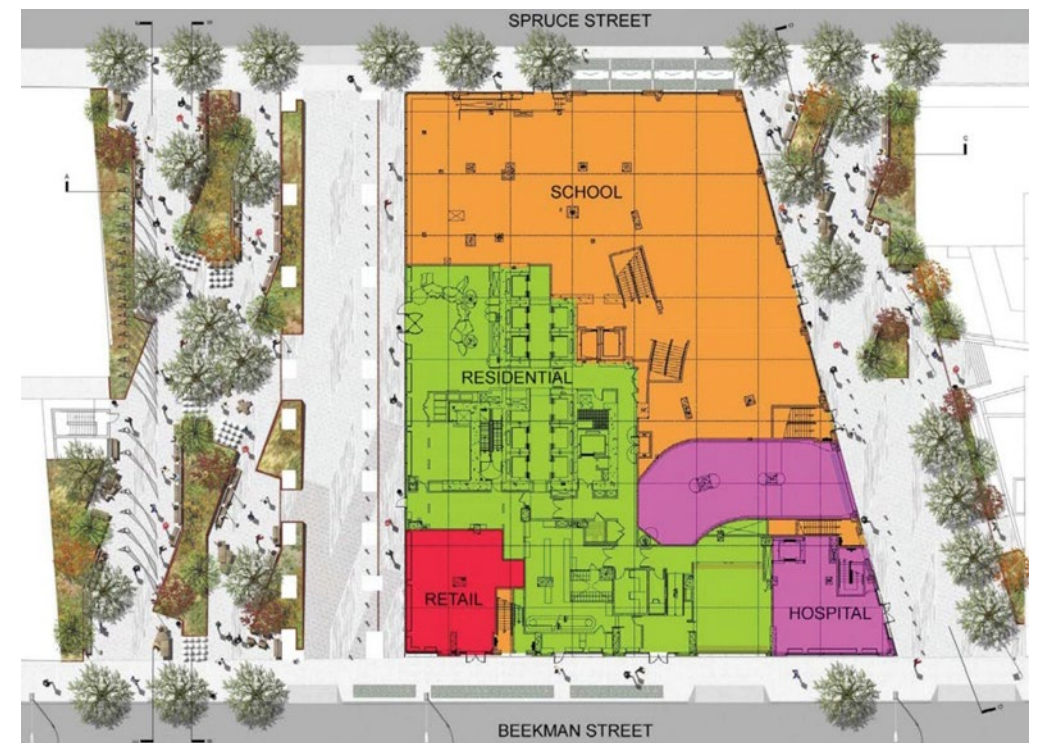 SPRUCE STREET
SCHOOL
RESIDENTIAL
RETAIL
HOSPITAL
BEEKMAN STREET
A
C